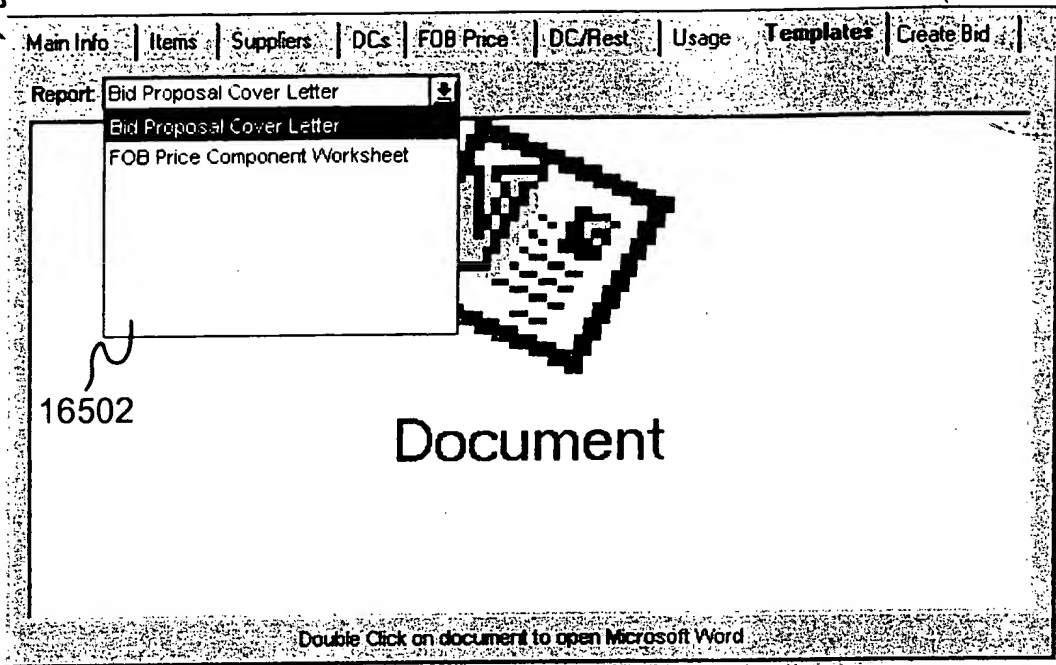 Main Info Items Suppliers DCs FOB Price DC/Rest. Usage Templates Create Bid
Report: Bid Proposal Cover Letter
Bid Proposal Cover Letter
FOB Price Component Worksheet
16502
Document
Double Click on document to open Microsoft Word